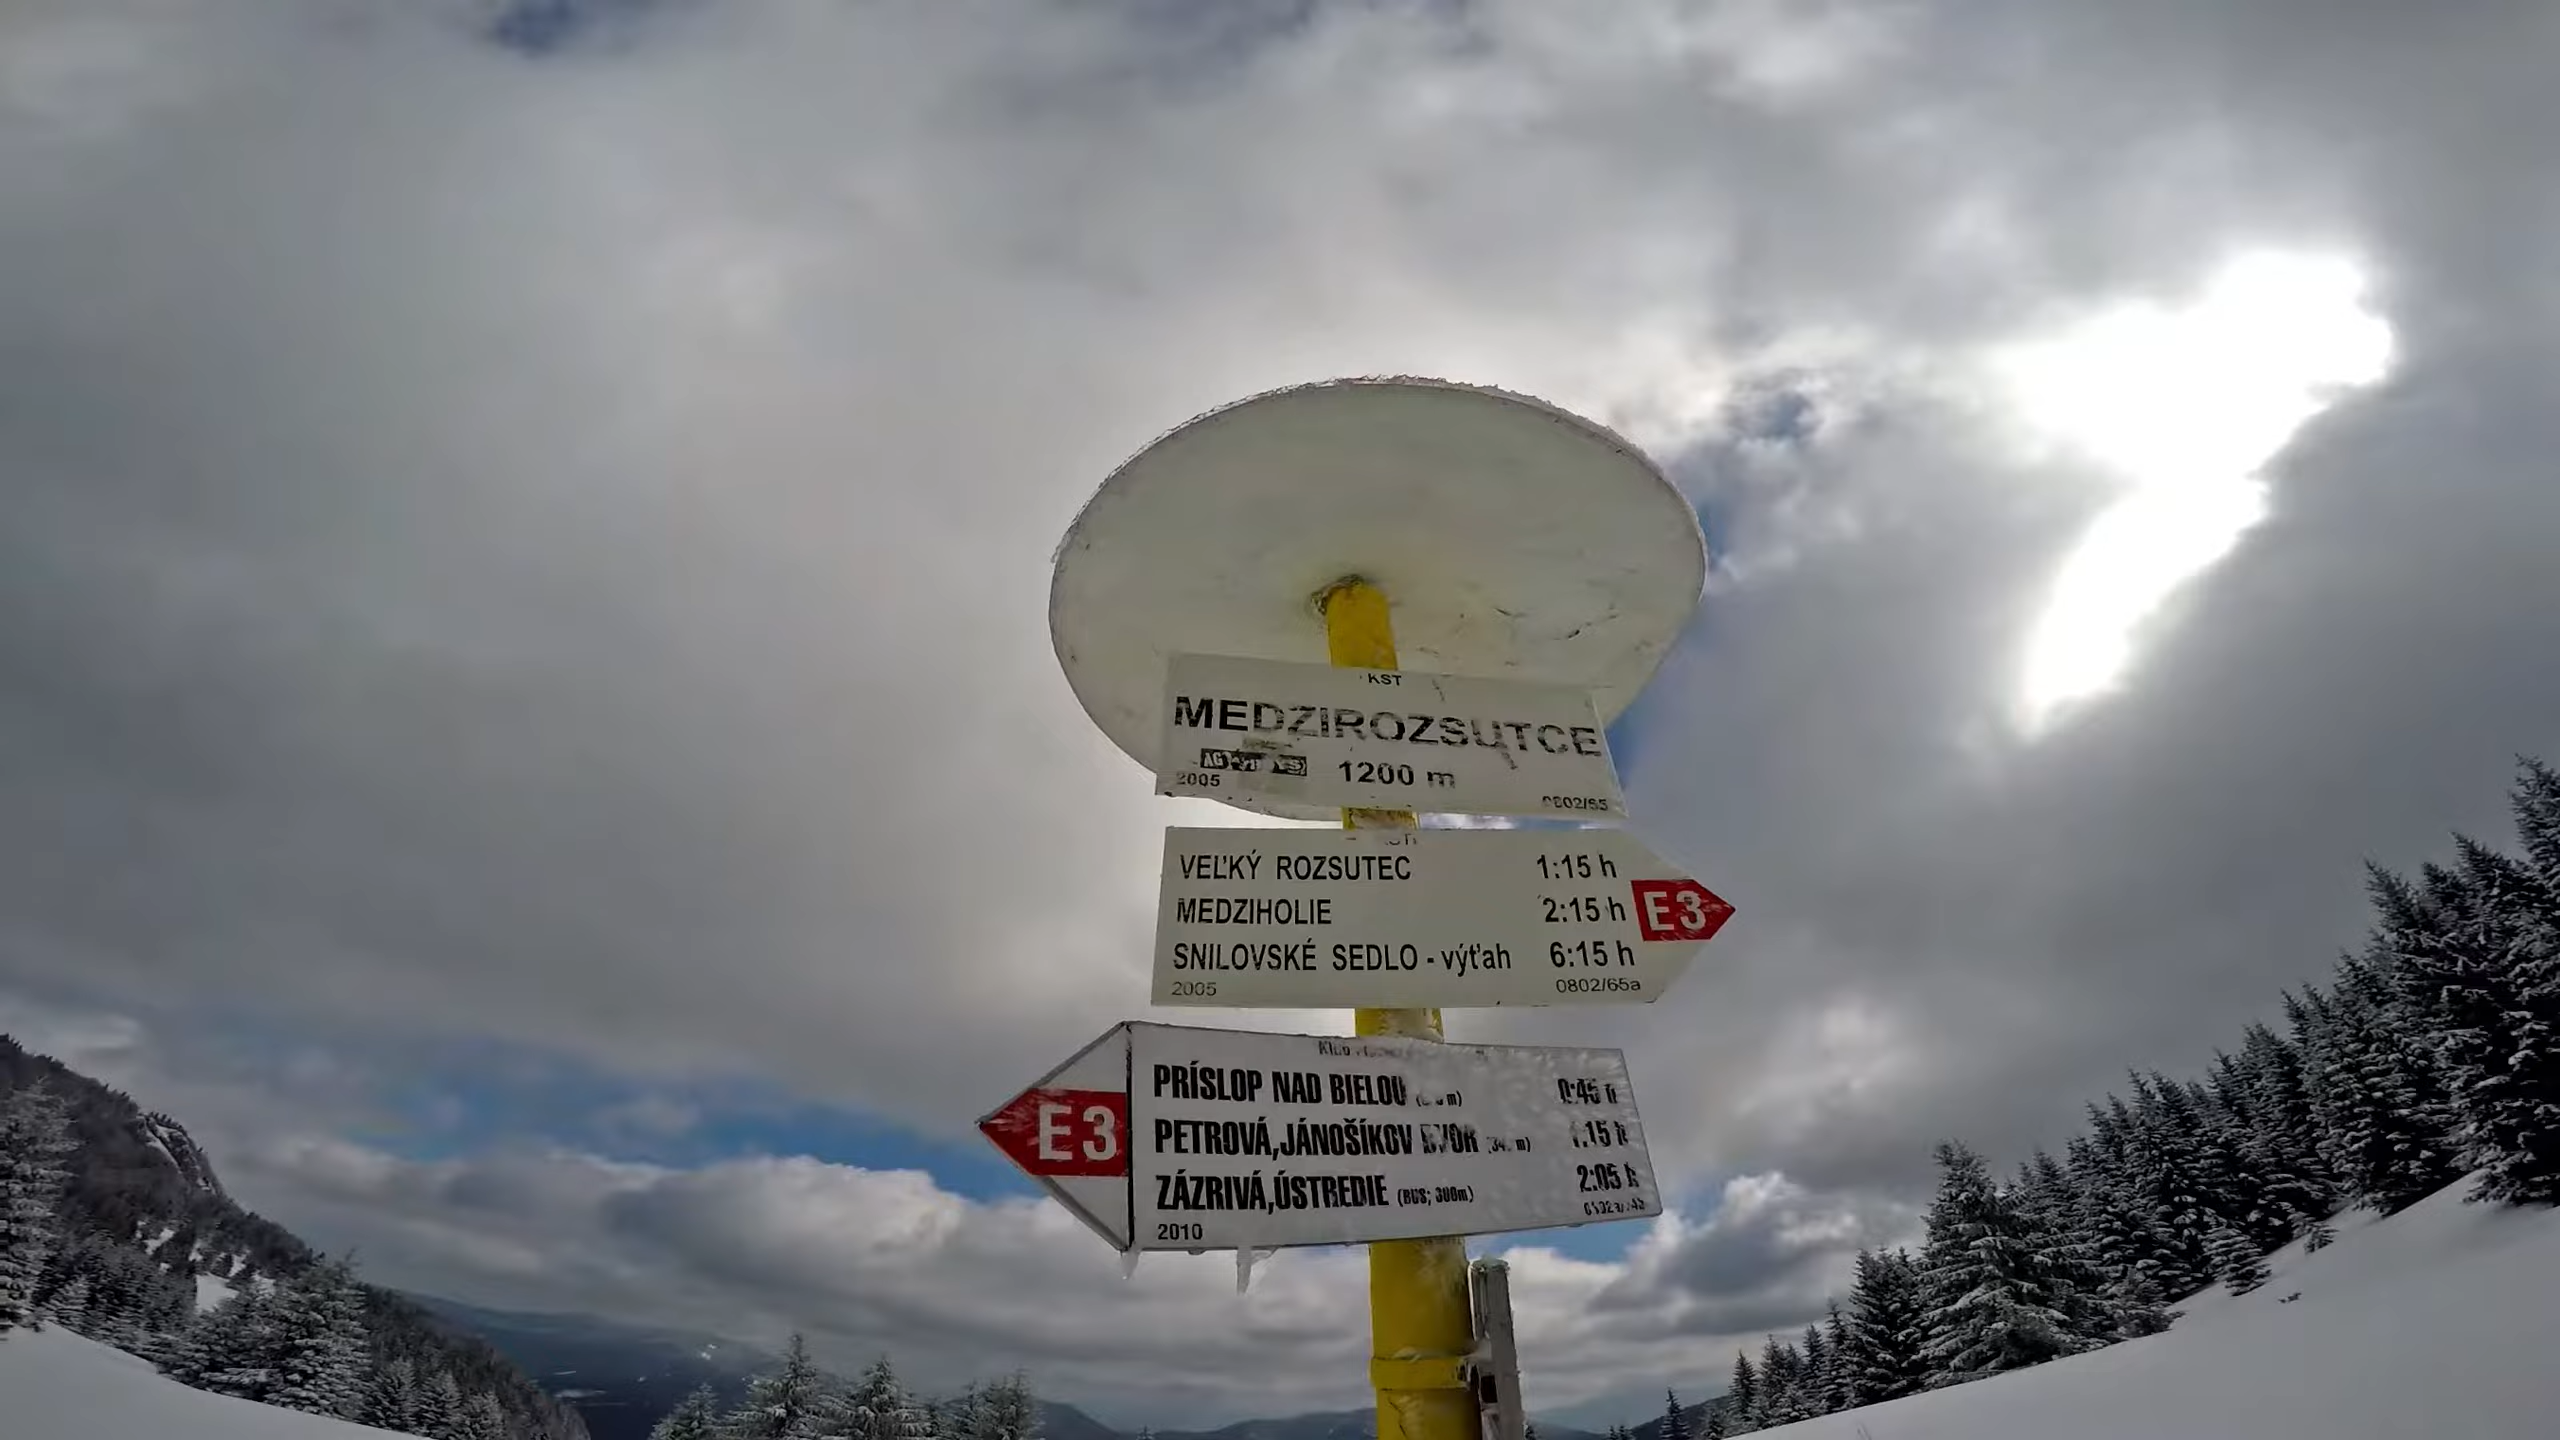 KST
MEDZIROZSUTCE
1200 m
2005 0802/65
VEĽKÝ ROZSUTEC 1:15 h
MEDZIHOLIE 2:15 h
SNILOVSKÉ SEDLO - výťah 6:15 h
E3
2005 0802/65a
PRÍSLOP NAD BIELOU 0:45 h
E3
PETROVÁ,JÁNOŠÍKOV DVOR 1:15 h
ZÁZRIVÁ,ÚSTREDIE (BUS; 300m) 2:05 h
2010